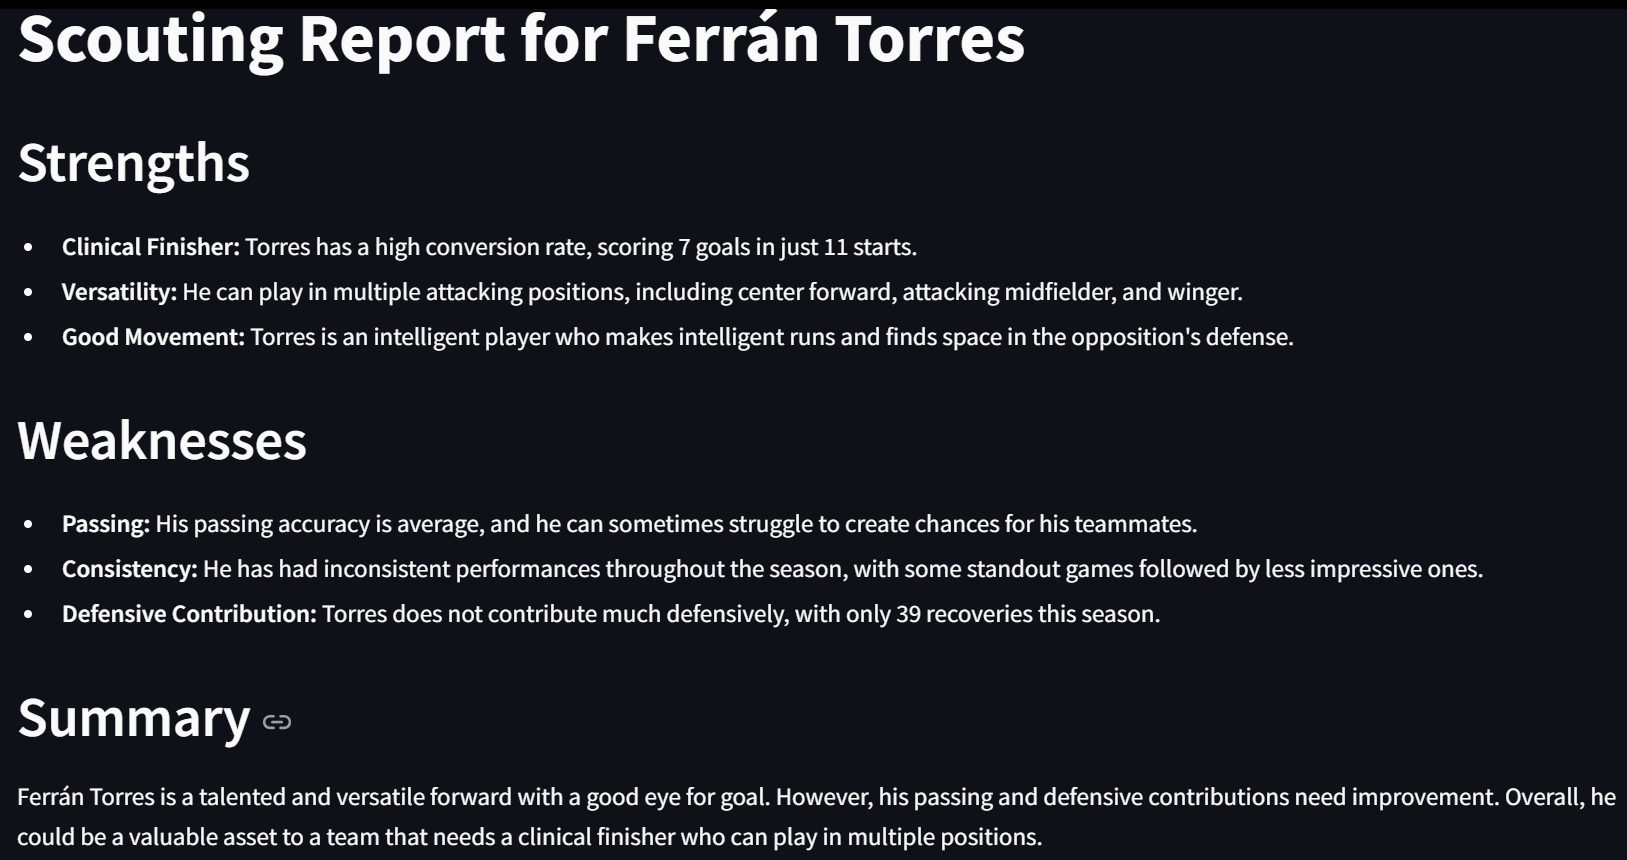 Scouting Report for Ferrán Torres
Strengths
• Clinical Finisher: Torres has a high conversion rate, scoring 7 goals in just 11 starts.
• Versatility: He can play in multiple attacking positions, including center forward, attacking midfielder, and winger.
• Good Movement: Torres is an intelligent player who makes intelligent runs and finds space in the opposition's defense.
Weaknesses
• Passing: His passing accuracy is average, and he can sometimes struggle to create chances for his teammates.
• Consistency: He has had inconsistent performances throughout the season, with some standout games followed by less impressive ones.
• Defensive Contribution: Torres does not contribute much defensively, with only 39 recoveries this season.
Summary
Ferrán Torres is a talented and versatile forward with a good eye for goal. However, his passing and defensive contributions need improvement. Overall, he
could be a valuable asset to a team that needs a clinical finisher who can play in multiple positions.